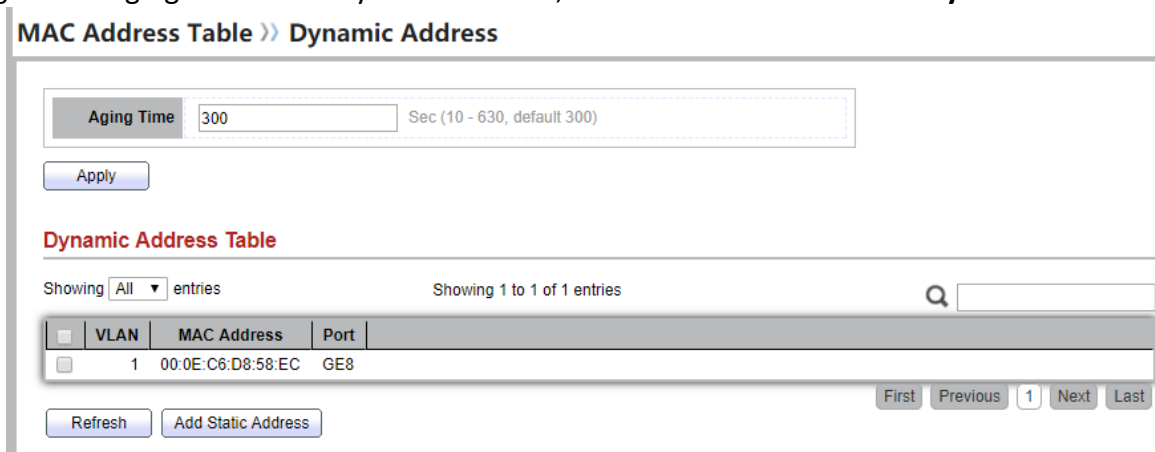 MAC Address Table 》 Dynamic Address
Aging Time 300 Sec (10 - 630, default 300)
Apply
Dynamic Address Table
Showing All ▼ entries Showing 1 to 1 of 1 entries
VLAN MAC Address Port
1 00:0E:C6:D8:58:EC GE8
First Previous 1 Next Last
Refresh Add Static Address